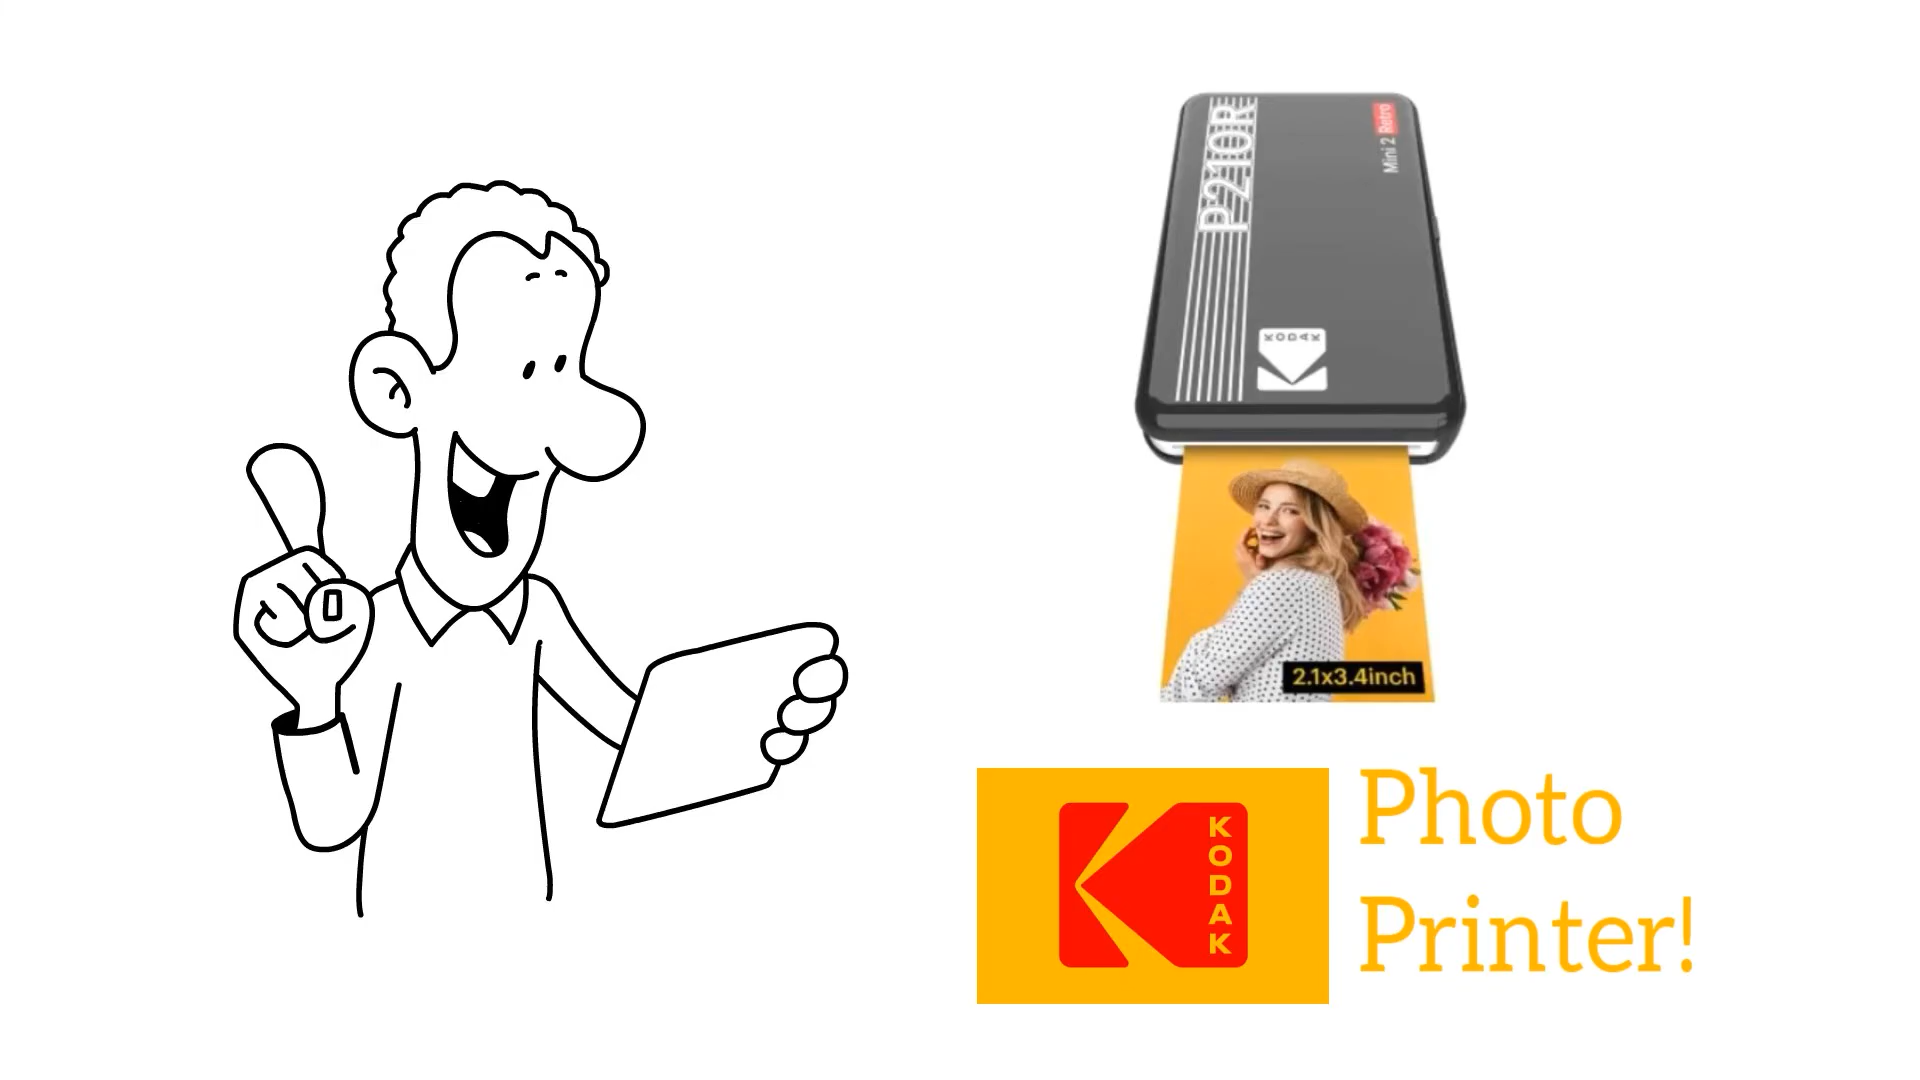 P210R
Mini 2 Retro
KODAK
2.1x3.4inch
KODAK
Photo
Printer!